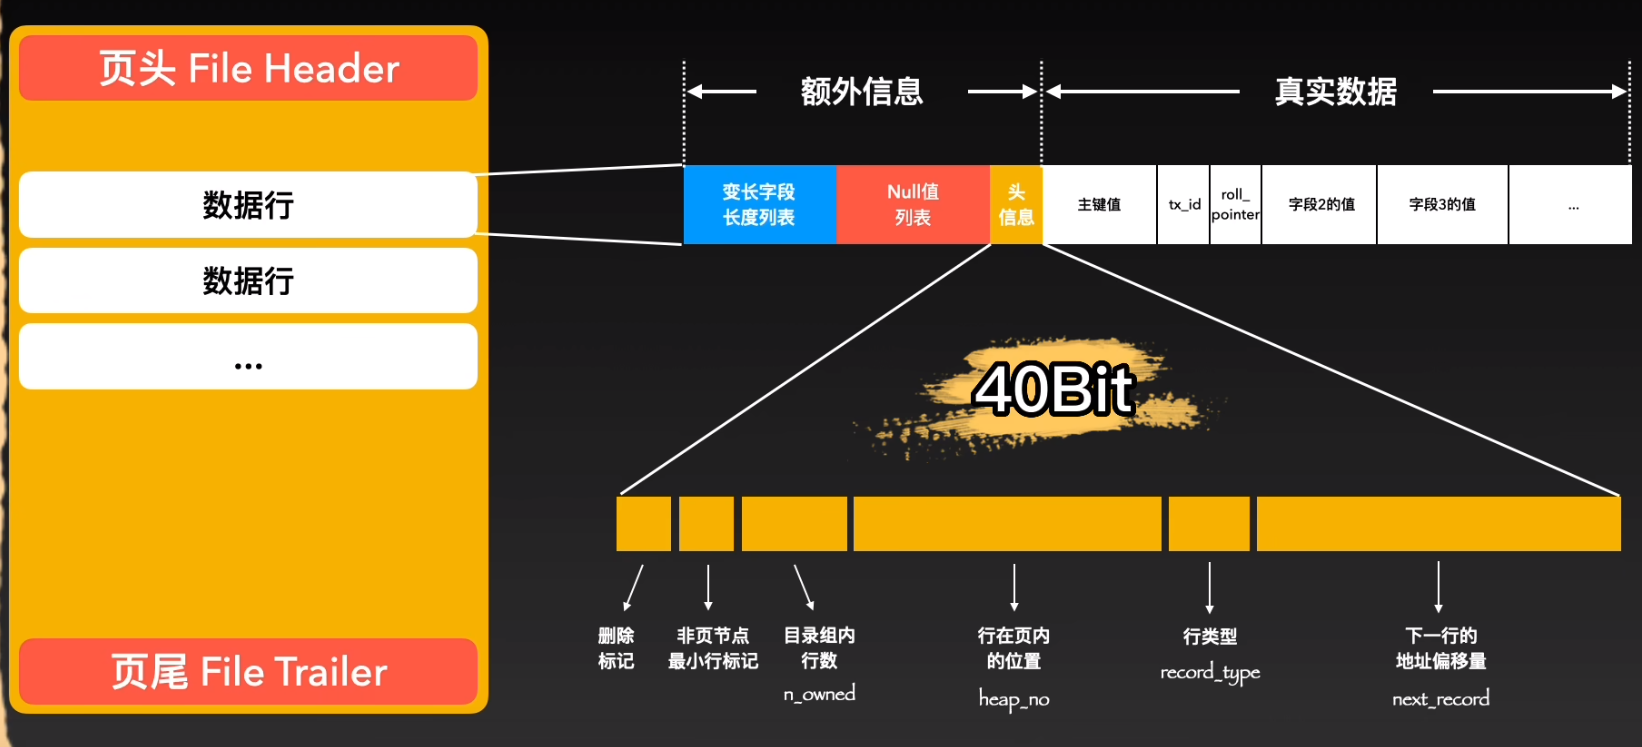 页头 File Header
数据行
数据行
...
页尾 File Trailer
额外信息
真实数据
变长字段
长度列表
Null值
列表
头
信息
主键值
tx_id
roll_
pointer
字段2的值
字段3的值
...
40Bit
删除
标记
非页节点
最小行标记
目录组内
行数
n_owned
行在页内
的位置
heap_no
行类型
record_type
下一行的
地址偏移量
next_record